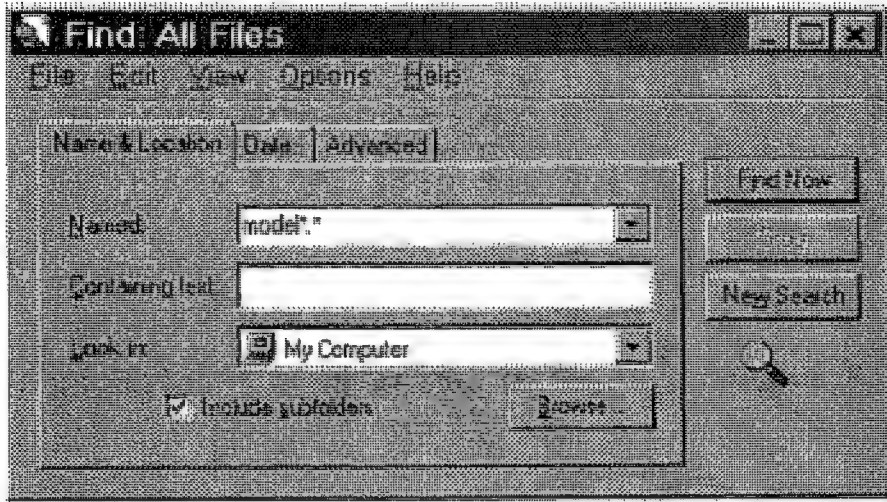 Find: All Files
File Edit View Options Help
Name & Location Date Advanced
Find Now
Named: model*.*
Stop
Containing text:
New Search
Look in: My Computer
Include subfolders Browse...